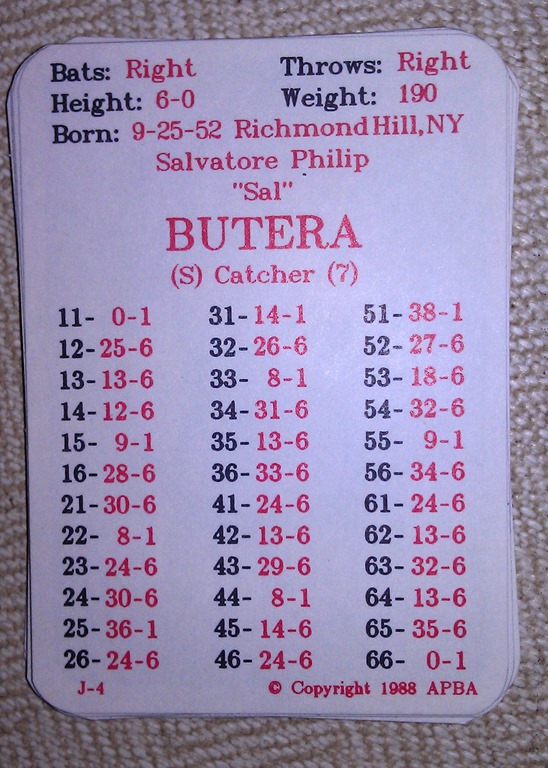 Bats: Right Throws: Right
Height: 6-0 Weight: 190
Born: 9-25-52 Richmond Hill, NY
Salvatore Philip
"Sal"
BUTERA
(S) Catcher (7)
11- 0-1 31-14-1 51-38-1
12-25-6 32-26-6 52-27-6
13-13-6 33- 8-1 53-18-6
14-12-6 34-31-6 54-32-6
15- 9-1 35-13-6 55- 9-1
16-28-6 36-33-6 56-34-6
21-30-6 41-24-6 61-24-6
22- 8-1 42-13-6 62-13-6
23-24-6 43-29-6 63-32-6
24-30-6 44- 8-1 64-13-6
25-36-1 45-14-6 65-35-6
26-24-6 46-24-6 66- 0-1
J-4 © Copyright 1988 APBA